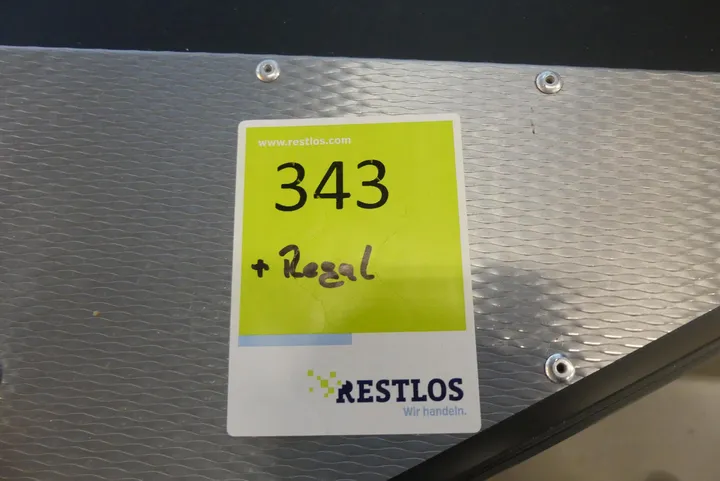 www.restlos.com
343
+ Regal
RESTLOS
Wir handeln.